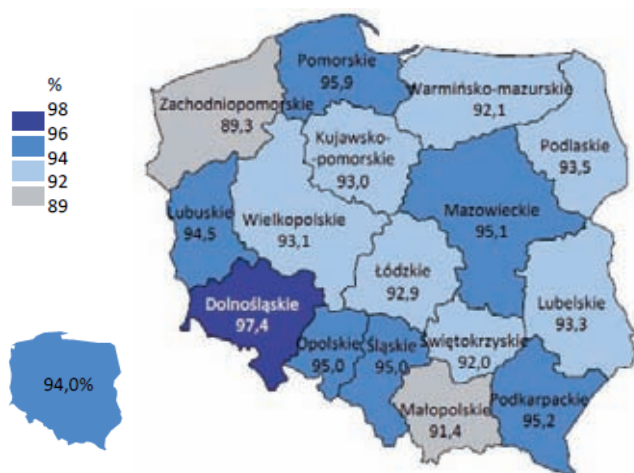 %
98
96
94
92
89
Pomorskie
95,9
Warmińsko-mazurskie
92,1
Zachodniopomorskie
89,3
Kujawsko-
pomorskie
93,0
Podlaskie
93,5
Lubuskie
94,5
Wielkopolskie
93,1
Mazowieckie
95,1
Łódzkie
92,9
Dolnośląskie
97,4
Lubelskie
93,3
Opolskie
95,0
Śląskie
95,0
Świętokrzyskie
92,0
Małopolskie
91,4
Podkarpackie
95,2
94,0%